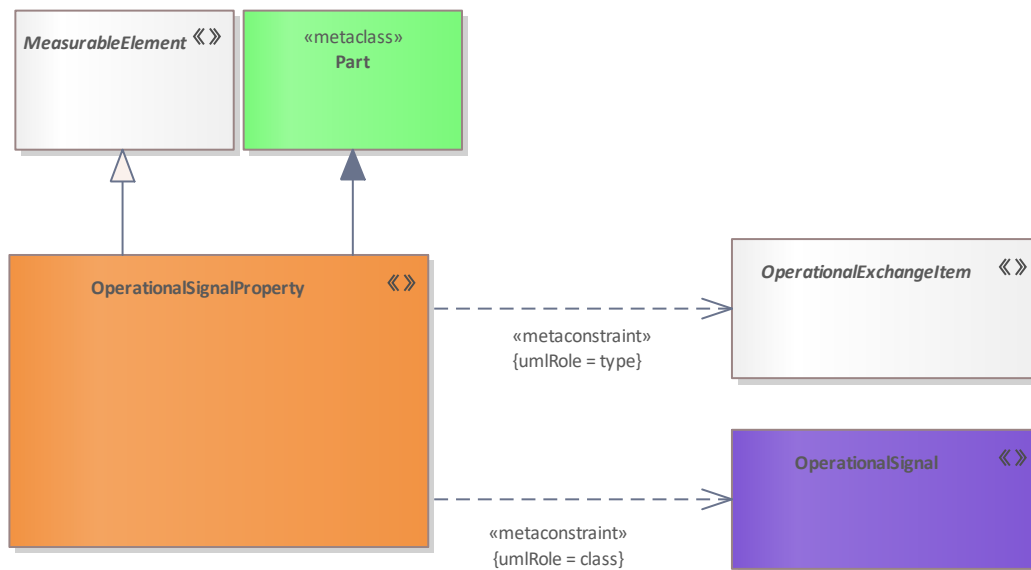 MeasurableElement «»
«metaclass»
Part
OperationalSignalProperty «»
OperationalExchangeItem «»
«metaconstraint»
{umlRole = type}
OperationalSignal «»
«metaconstraint»
{umlRole = class}